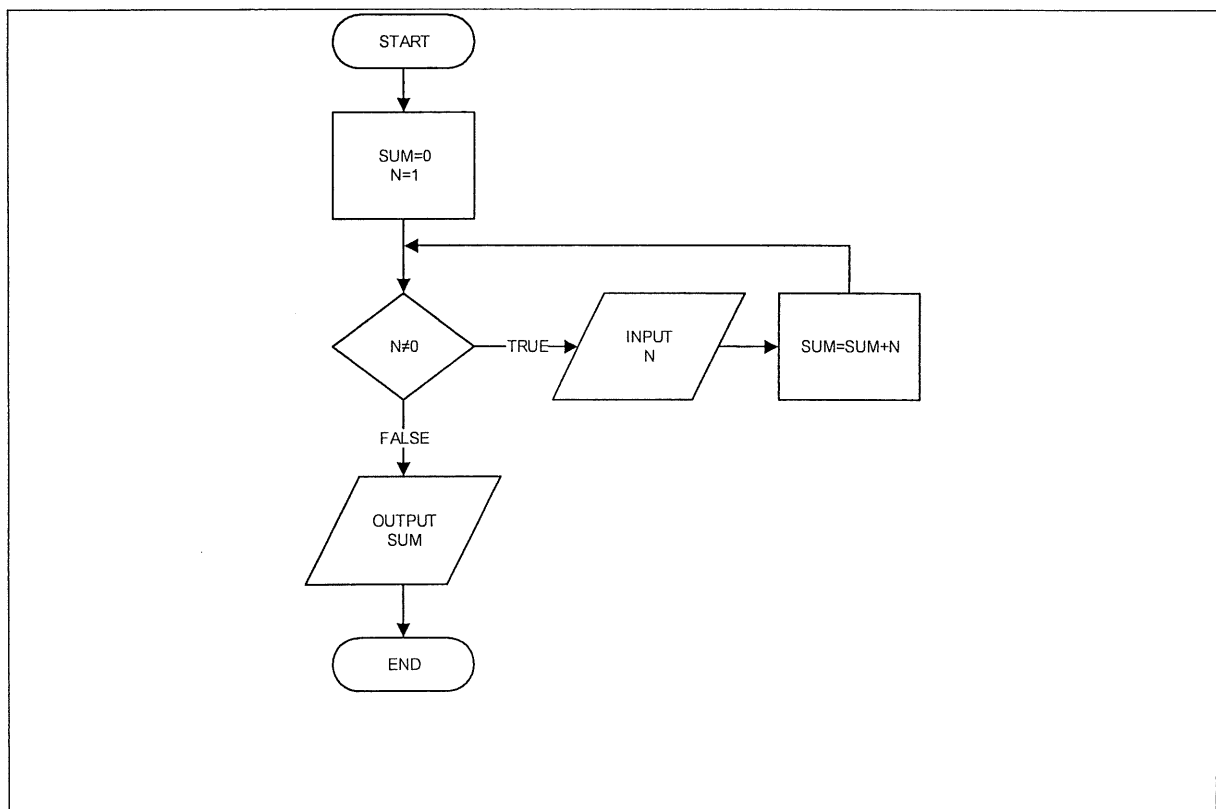 START
SUM=0
N=1
N≠0
TRUE
INPUT
N
SUM=SUM+N
FALSE
OUTPUT
SUM
END